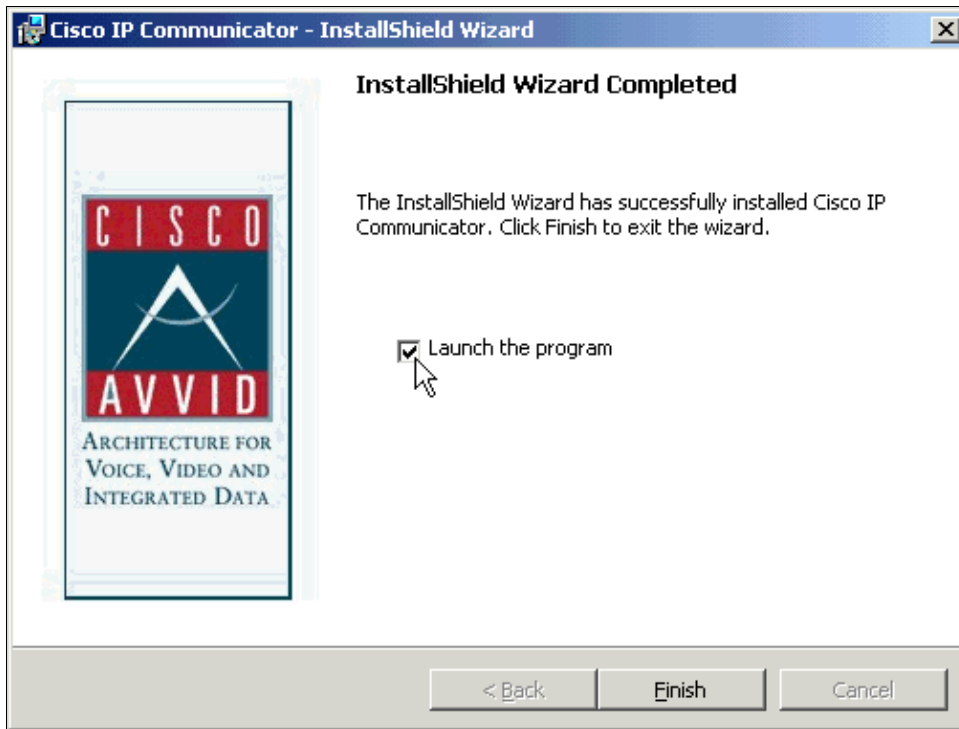 Cisco IP Communicator - InstallShield Wizard
InstallShield Wizard Completed
The InstallShield Wizard has successfully installed Cisco IP
Communicator. Click Finish to exit the wizard.
Launch the program
CISCO
AVVID
ARCHITECTURE FOR
VOICE, VIDEO AND
INTEGRATED DATA
< Back
Finish
Cancel